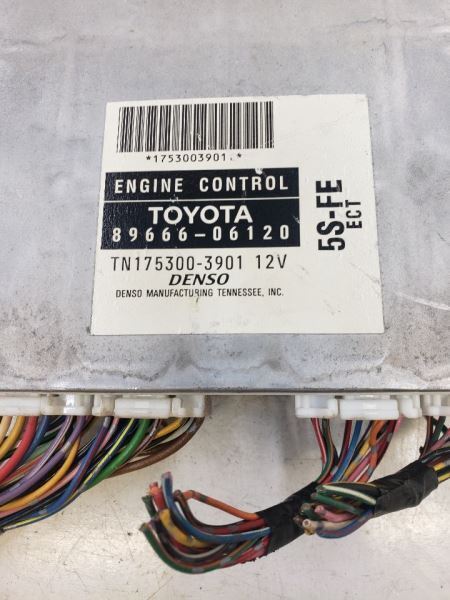 *1753003901.*
ENGINE CONTROL
TOYOTA
89666-06120
TN175300-3901 12V
DENSO
DENSO MANUFACTURING TENNESSEE, INC.
5S-FE
ECT